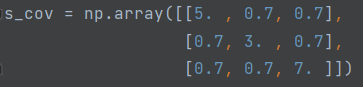 s_cov = np.array([[5. , 0.7, 0.7],
[0.7, 3. , 0.7],
[0.7, 0.7, 7. ]])